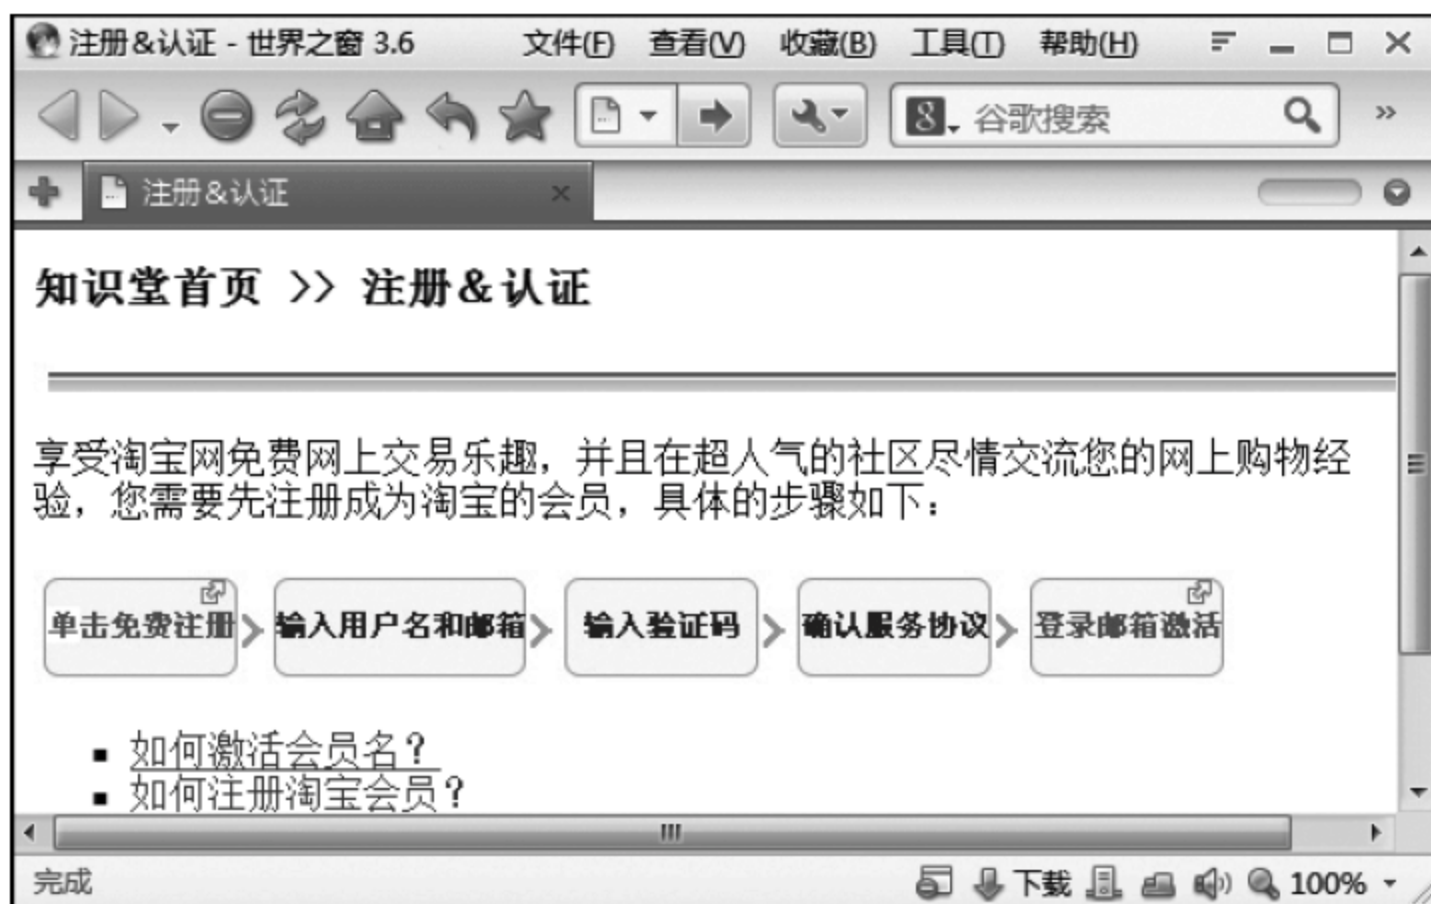 注册&认证 - 世界之窗 3.6 文件(F) 查看(V) 收藏(B) 工具(T) 帮助(H)
8 谷歌搜索 »
注册&认证
知识堂首页 >> 注册&认证
享受淘宝网免费网上交易乐趣，并且在超人气的社区尽情交流您的网上购物经
验，您需要先注册成为淘宝的会员，具体的步骤如下：
单击免费注册 输入用户名和邮箱 输入验证码 确认服务协议 登录邮箱激活
如何激活会员名？
如何注册淘宝会员？
完成 下载 100%